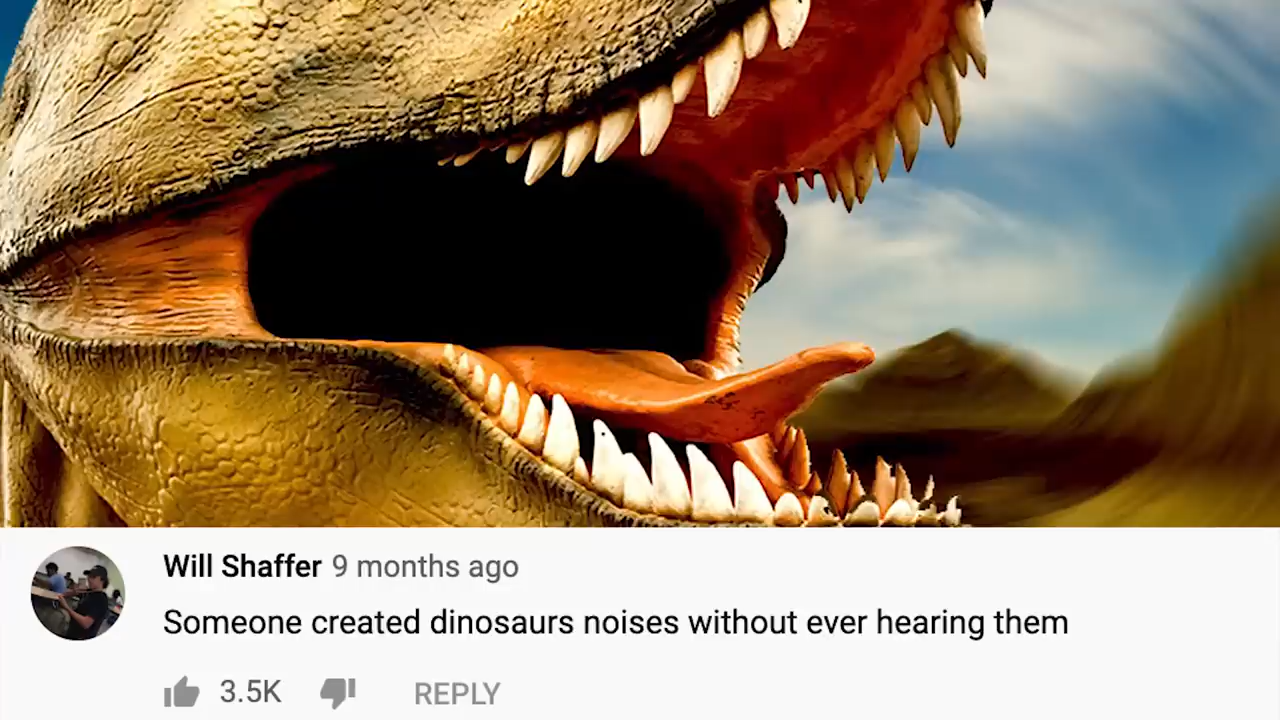 Will Shaffer 9 months ago
Someone created dinosaurs noises without ever hearing them
3.5K REPLY